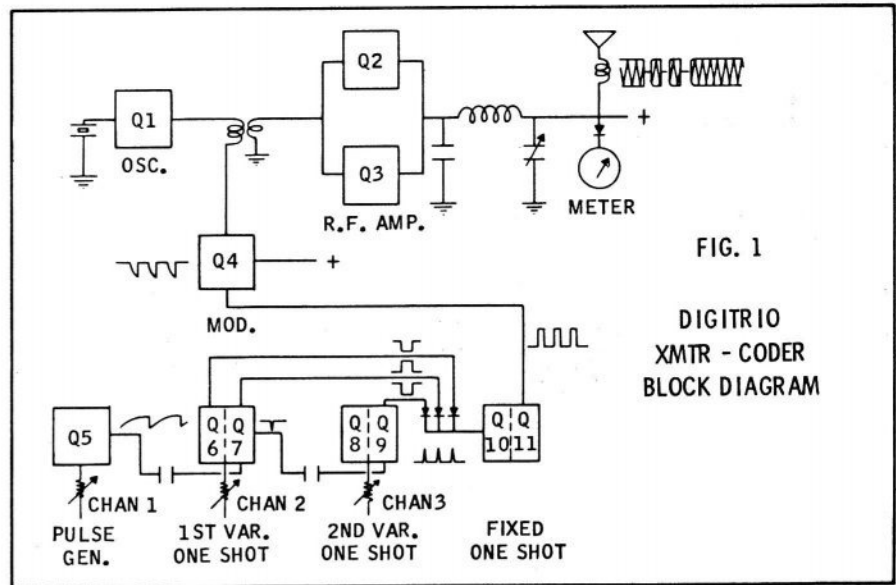 Q2
Q1
OSC.
Q3
+
METER
R.F. AMP.
Q4
+
MOD.
FIG. 1
DIGITRIO
XMTR - CODER
BLOCK DIAGRAM
Q5
Q Q
6 7
Q Q
8 9
Q Q
10 11
CHAN 1
CHAN 2
CHAN3
PULSE
GEN.
1ST VAR.
ONE SHOT
2ND VAR.
ONE SHOT
FIXED
ONE SHOT